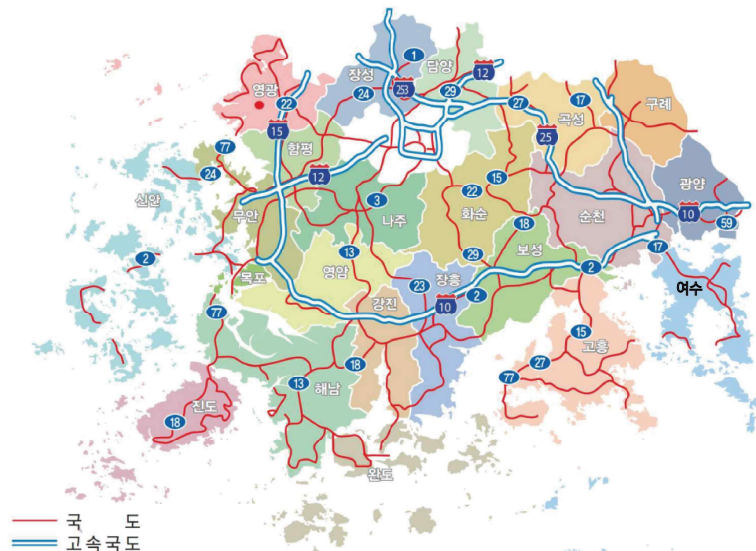 1
담양
12
장성
253
29
영광
24
22
27
17
구례
곡성
15
25
함평
77
12
24
15
광양
신안
3
22
화순
순천
무안
나주
10
59
18
보성
13
29
17
2
영암
장흥
2
목포
23
2
여수
강진
10
77
15
고흥
18
27
13
해남
77
진도
18
완도
국 도
고속국도